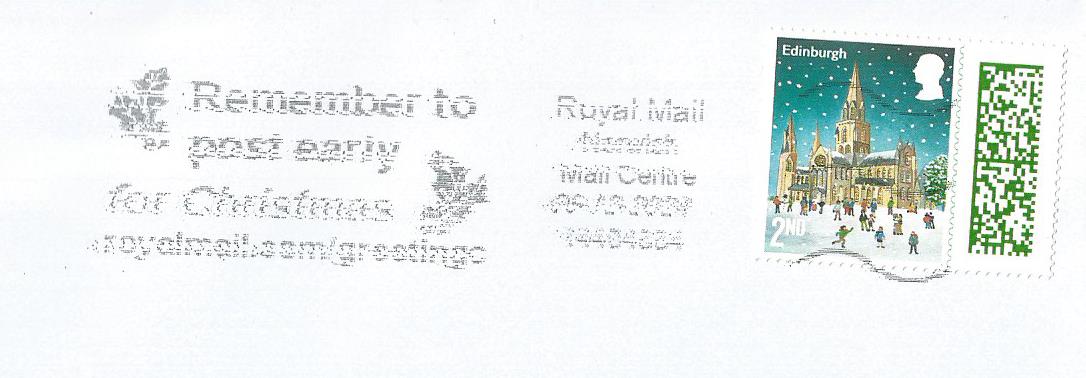 Remember to
post early
for Christmas
royalmail.com/greetings
Royal Mail
Norwich
Mail Centre
Edinburgh
2ND